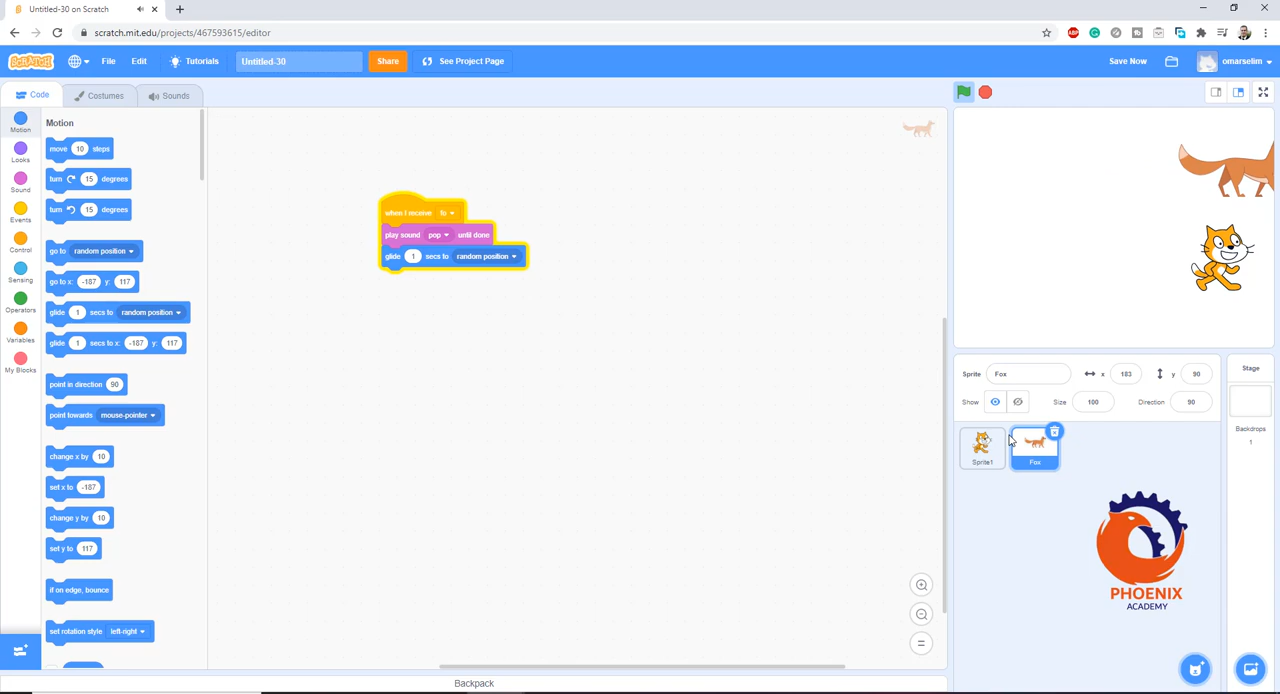 Untitled-30 on Scratch
scratch.mit.edu/projects/467593615/editor
SCRATCH
File
Edit
Tutorials
Untitled-30
Share
See Project Page
Save Now
omarselim
Code
Costumes
Sounds
Motion
Looks
Sound
Events
Control
Sensing
Operators
Variables
My Blocks
Motion
move 10 steps
turn 15 degrees
turn 15 degrees
go to random position
go to x: -187 y: 117
glide 1 secs to random position
glide 1 secs to x: -187 y: 117
point in direction 90
point towards mouse-pointer
change x by 10
set x to -187
change y by 10
set y to 117
if on edge, bounce
set rotation style left-right
when I receive fo
play sound pop until done
glide 1 secs to random position
Sprite Fox x 183 y 90
Show Size 100 Direction 90
Sprite1
Fox
Stage
Backdrops
1
PHOENIX
ACADEMY
Backpack